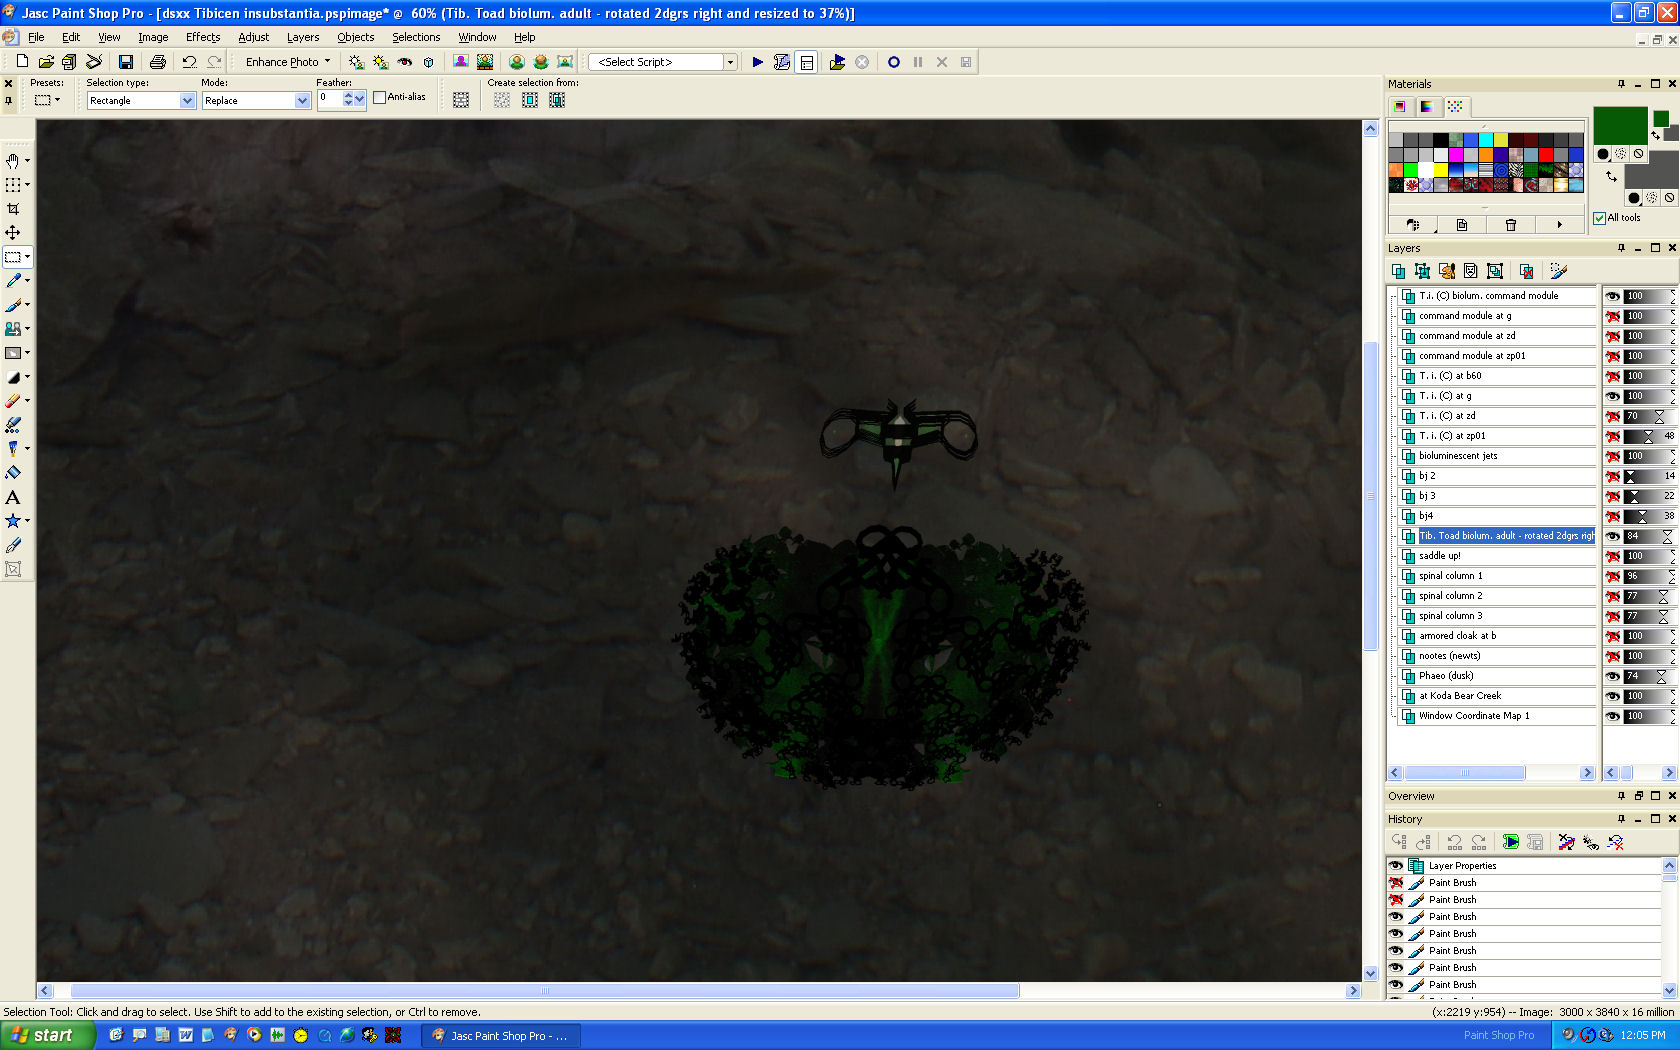 Jasc Paint Shop Pro - [dsxx Tibicen insubstantia.pspimage* @ 60% (Tib. Toad biolum. adult - rotated 2dgrs right and resized to 37%)]
File Edit View Image Effects Adjust Layers Objects Selections Window Help
Enhance Photo <Select Script>
Presets: Selection type: Mode: Feather: Create selection from:
Rectangle Replace 0 Anti-alias
Materials
All tools
Layers
T.i. (C) biolum. command module 100
command module at g 100
command module at zd 100
command module at zp01 100
T. i. (C) at b60 100
T. i. (C) at g 100
T. i. (C) at zd 70
T. i. (C) at zp01 48
bioluminescent jets 100
bj 2 14
bj 3 22
bj4 38
Tib. Toad biolum. adult - rotated 2dgrs righ 84
saddle up! 100
spinal column 1 96
spinal column 2 77
spinal column 3 77
armored cloak at b 100
nootes (newts) 100
Phaeo (dusk) 74
at Koda Bear Creek 100
Window Coordinate Map 1 100
Overview
History
Layer Properties
Paint Brush
Paint Brush
Paint Brush
Paint Brush
Paint Brush
Paint Brush
Paint Brush
Selection Tool: Click and drag to select. Use Shift to add to the existing selection, or Ctrl to remove. (x:2219 y:954) -- Image: 3000 x 3840 x 16 million
start Jasc Paint Shop Pro - ... Paint Shop Pro 12:05 PM